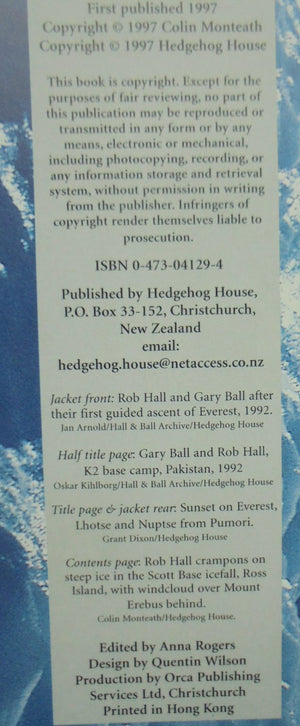 First published 1997
Copyright © 1997 Colin Monteath
Copyright © 1997 Hedgehog House
This book is copyright. Except for the
purposes of fair reviewing, no part of
this publication may be reproduced or
transmitted in any form or by any
means, electronic or mechanical,
including photocopying, recording, or
any information storage and retrieval
system, without permission in writing
from the publisher. Infringers of
copyright render themselves liable to
prosecution.
ISBN 0-473-04129-4
Published by Hedgehog House,
P.O. Box 33-152, Christchurch,
New Zealand
email:
hedgehog.house@netaccess.co.nz
Jacket front: Rob Hall and Gary Ball after
their first guided ascent of Everest, 1992.
Jan Arnold/Hall & Ball Archive/Hedgehog House
Half title page: Gary Ball and Rob Hall,
K2 base camp, Pakistan, 1992
Oskar Kihlborg/Hall & Ball Archive/Hedgehog House
Title page & jacket rear: Sunset on Everest,
Lhotse and Nuptse from Pumori.
Grant Dixon/Hedgehog House
Contents page: Rob Hall crampons on
steep ice in the Scott Base icefall, Ross
Island, with windcloud over Mount
Erebus behind.
Colin Monteath/Hedgehog House.
Edited by Anna Rogers
Design by Quentin Wilson
Production by Orca Publishing
Services Ltd, Christchurch
Printed in Hong Kong